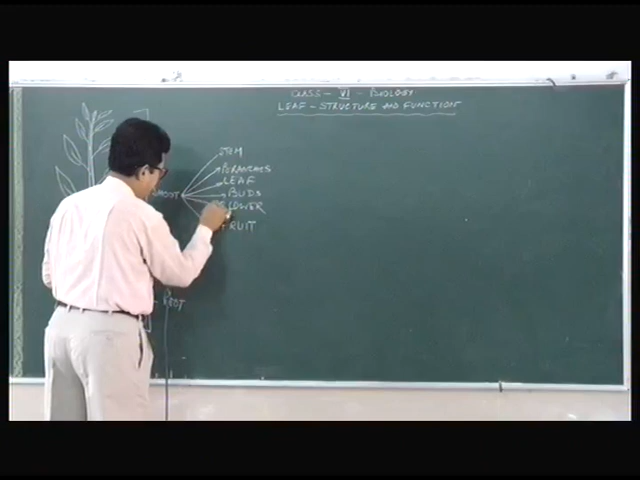 CLASS - VI - BIOLOGY
LEAF - STRUCTURE AND FUNCTION
STEM
BRANCHES
LEAF
SHOOT
BUDS
FLOWER
FRUIT
ROOT